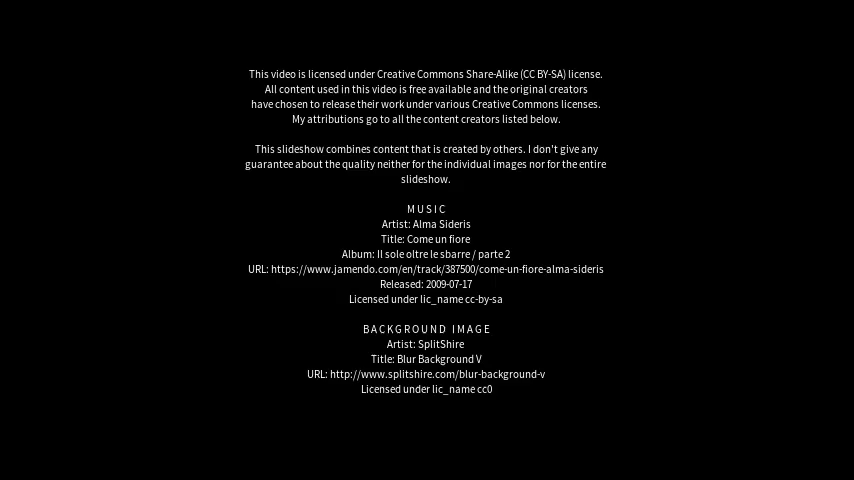 This video is licensed under Creative Commons Share-Alike (CC BY-SA) license.
All content used in this video is free available and the original creators
have chosen to release their work under various Creative Commons licenses.
My attributions go to all the content creators listed below.
This slideshow combines content that is created by others. I don't give any
guarantee about the quality neither for the individual images nor for the entire
slideshow.
MUSIC
Artist: Alma Sideris
Title: Come un fiore
Album: Il sole oltre le sbarre / parte 2
URL: https://www.jamendo.com/en/track/387500/come-un-fiore-alma-sideris
Released: 2009-07-17
Licensed under lic_name cc-by-sa
BACKGROUND IMAGE
Artist: SplitShire
Title: Blur Background V
URL: http://www.splitshire.com/blur-background-v
Licensed under lic_name cc0